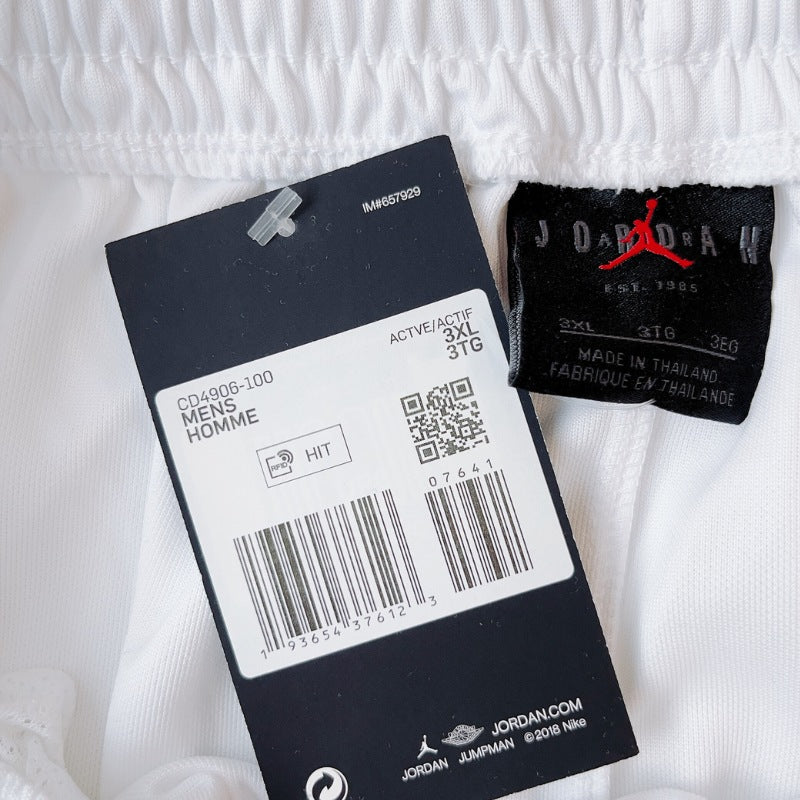 IM#657929
ACTVE/ACTIF
3XL
3TG
CD4906-100
MENS
HOMME
RFID
HIT
07641
1 93654 37612 3
JORDAN.COM
JORDAN JUMPMAN ©2018 Nike
JORDAN
EST. 1985
3XL 3TG 3EG
MADE IN THAILAND
FABRIQUE EN THAILANDE